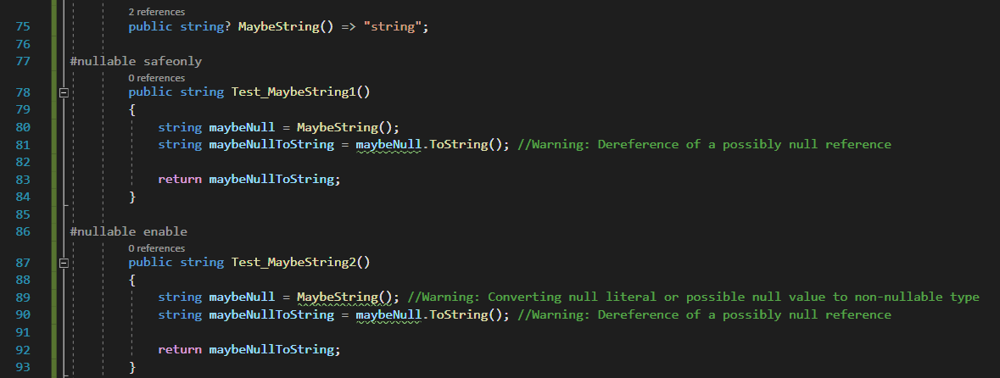 2 references
75 public string? MaybeString() => "string";
76
77 #nullable safeonly
0 references
78 public string Test_MaybeString1()
79 {
80 string maybeNull = MaybeString();
81 string maybeNullToString = maybeNull.ToString(); //Warning: Dereference of a possibly null reference
82
83 return maybeNullToString;
84 }
85
86 #nullable enable
0 references
87 public string Test_MaybeString2()
88 {
89 string maybeNull = MaybeString(); //Warning: Converting null literal or possible null value to non-nullable type
90 string maybeNullToString = maybeNull.ToString(); //Warning: Dereference of a possibly null reference
91
92 return maybeNullToString;
93 }